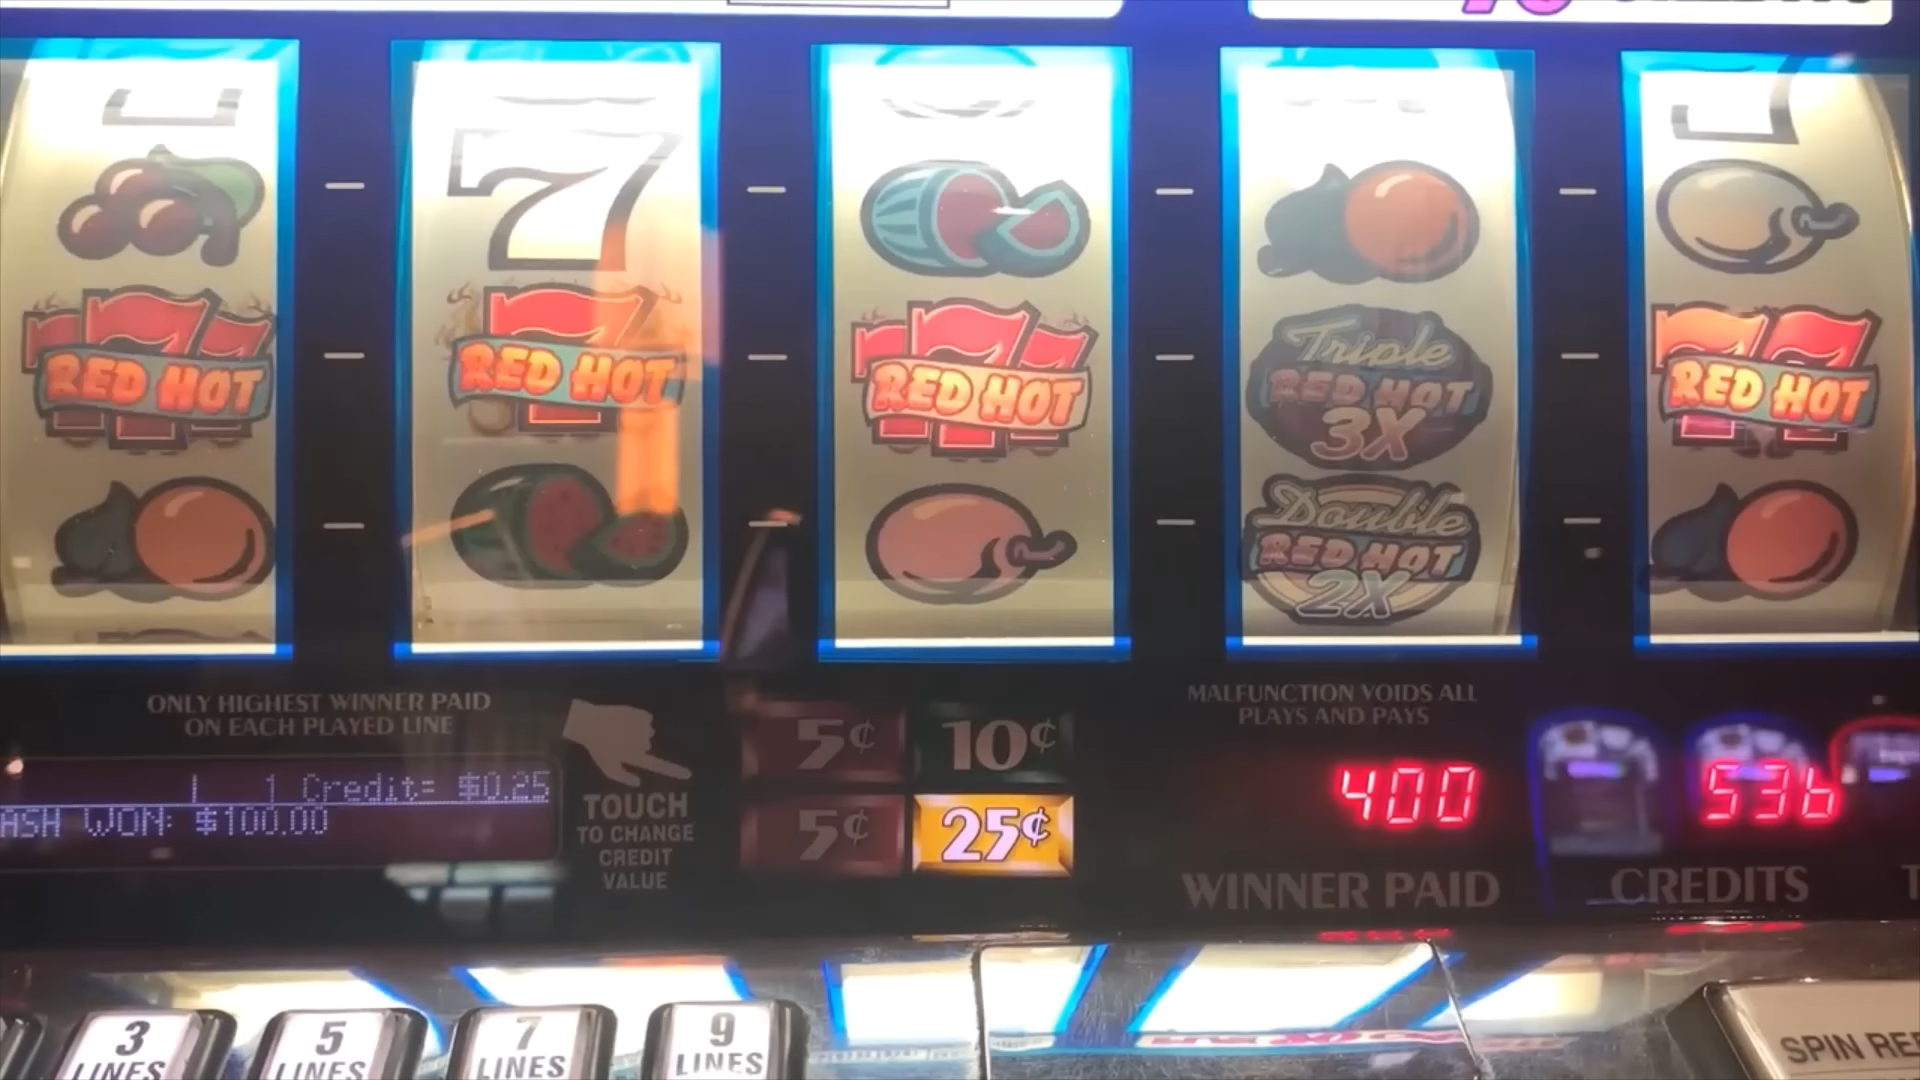 7
RED HOT
RED HOT
RED HOT
Triple
RED HOT
3X
RED HOT
Double
RED HOT
2X
ONLY HIGHEST WINNER PAID
ON EACH PLAYED LINE
1 Credit= $0.25
ASH WON: $100.00
TOUCH
TO CHANGE
CREDIT
VALUE
5¢
10¢
5¢
25¢
MALFUNCTION VOIDS ALL
PLAYS AND PAYS
400
536
WINNER PAID
CREDITS
3
LINES
5
LINES
7
LINES
9
LINES
SPIN RE